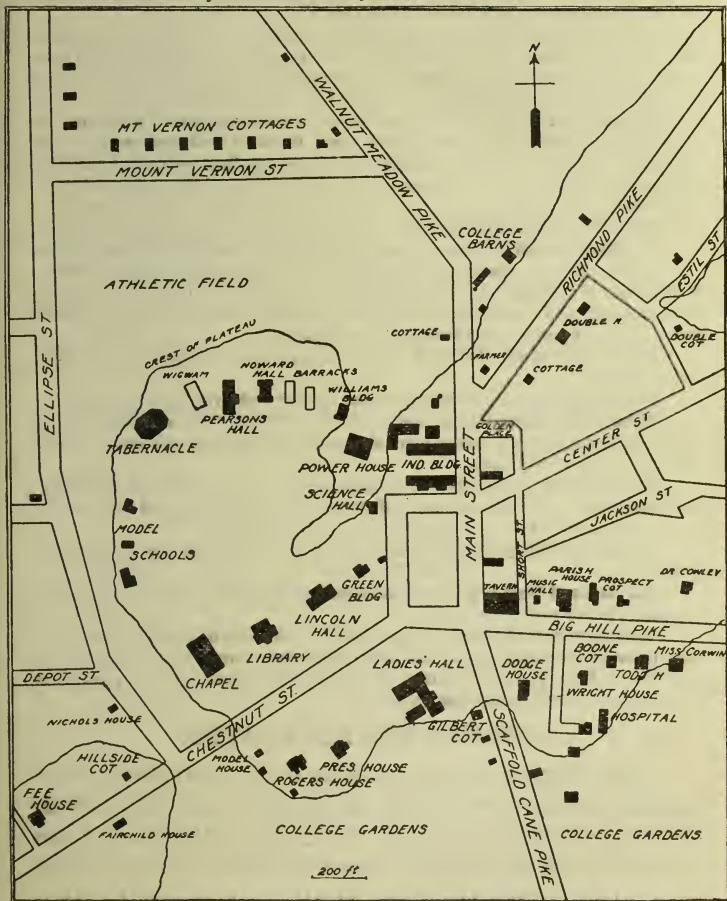 N
WALNUT MEADOW PIKE
MT VERNON COTTAGES
MOUNT VERNON ST
RICHMOND PIKE
COLLEGE
BARNS
ESTIL ST
ATHLETIC FIELD
ELLIPSE ST
CREST OF PLATEAU
COTTAGE
DOUBLE H.
DOUBLE
COT
FARMER
COTTAGE
WIGWAM
HOWARD
HALL
BARRACKS
WILLIAMS
BLDG
PEARSONS
HALL
TABERNACLE
POWER HOUSE
IND. BLDG.
GOLDEN
PLACE
MAIN STREET
CENTER ST
SCIENCE
HALL
JACKSON ST
SHORT ST.
MODEL
SCHOOLS
GREEN
BLDG
LINCOLN
HALL
LIBRARY
CHAPEL
TAVERN
MUSIC
HALL
PARISH
HOUSE
PROSPECT
COT
DR COWLEY
BIG HILL PIKE
DEPOT ST
CHESTNUT ST.
LADIES' HALL
DODGE
HOUSE
BOONE
COT
TODD H
MISS CORWIN
WRIGHT HOUSE
HOSPITAL
GILBERT
COT
SCAFFOLD CANE PIKE
NICHOLS HOUSE
HILLSIDE
COT
FEE
HOUSE
FAIRCHILD HOUSE
MODEL
HOUSE
ROGERS HOUSE
PRES. HOUSE
COLLEGE GARDENS
COLLEGE GARDENS.
200 ft